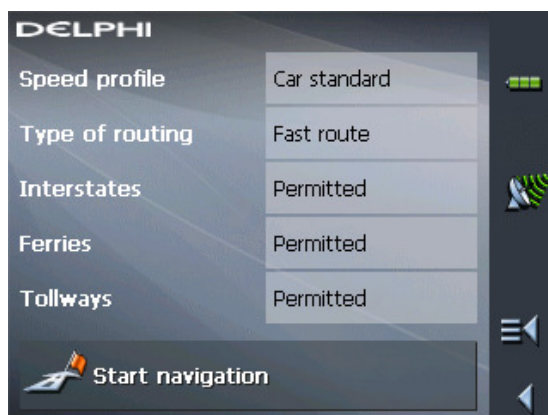 DELPHI
Speed profile Car standard
Type of routing Fast route
Interstates Permitted
Ferries Permitted
Tollways Permitted
Start navigation